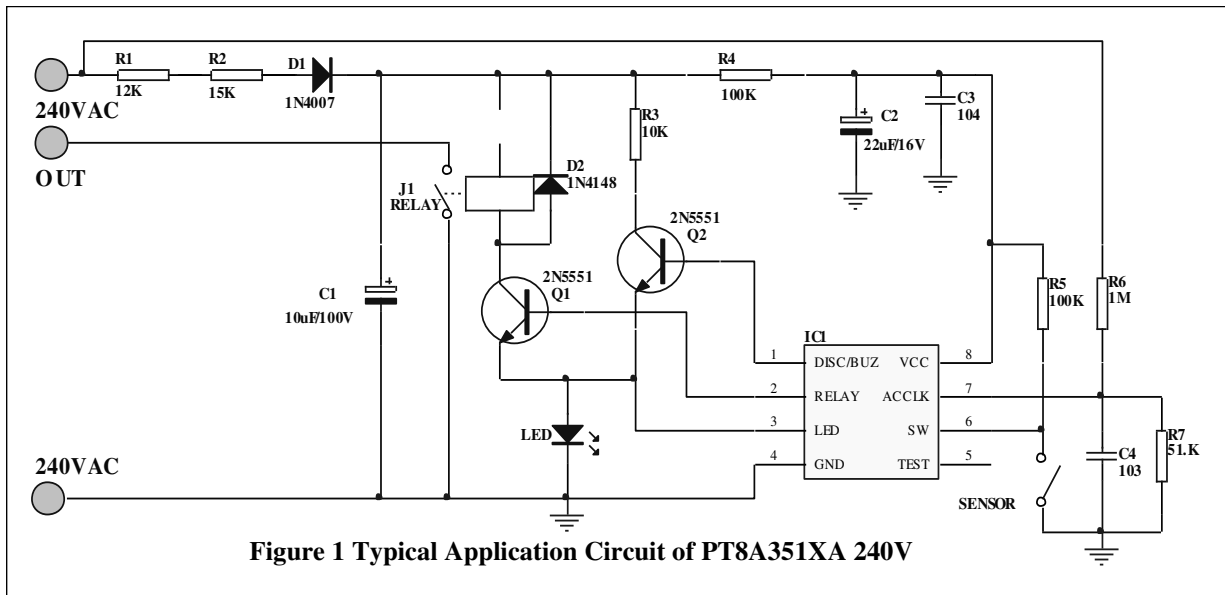 R1
12K
R2
15K
D1
1N4007
R4
100K
240VAC
OUT
R3
10K
C2
22uF/16V
C3
104
D2
1N4148
J1
RELAY
2N5551
Q2
2N5551
Q1
C1
10uF/100V
R5
100K
R6
1M
IC1
1 DISC/BUZ VCC 8
2 RELAY ACCLK 7
3 LED SW 6
4 GND TEST 5
LED
R7
51.K
C4
103
SENSOR
240VAC
Figure 1 Typical Application Circuit of PT8A351XA 240V